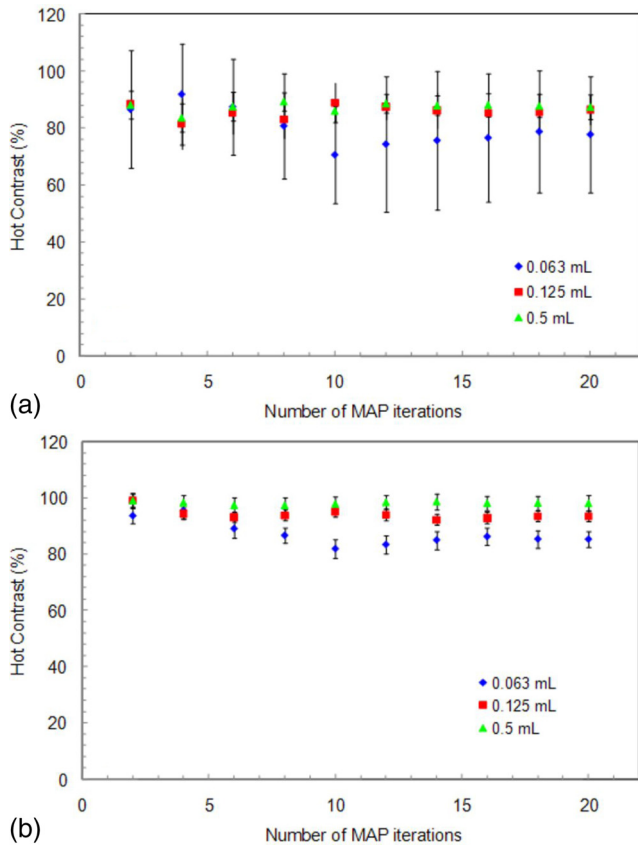 120
100
80
60
40
20
0
Hot Contrast (%)
0.063 mL
0.125 mL
0.5 mL
0 5 10 15 20
(a)
Number of MAP iterations
120
100
80
60
40
20
0
Hot Contrast (%)
0.063 mL
0.125 mL
0.5 mL
0 5 10 15 20
(b)
Number of MAP iterations